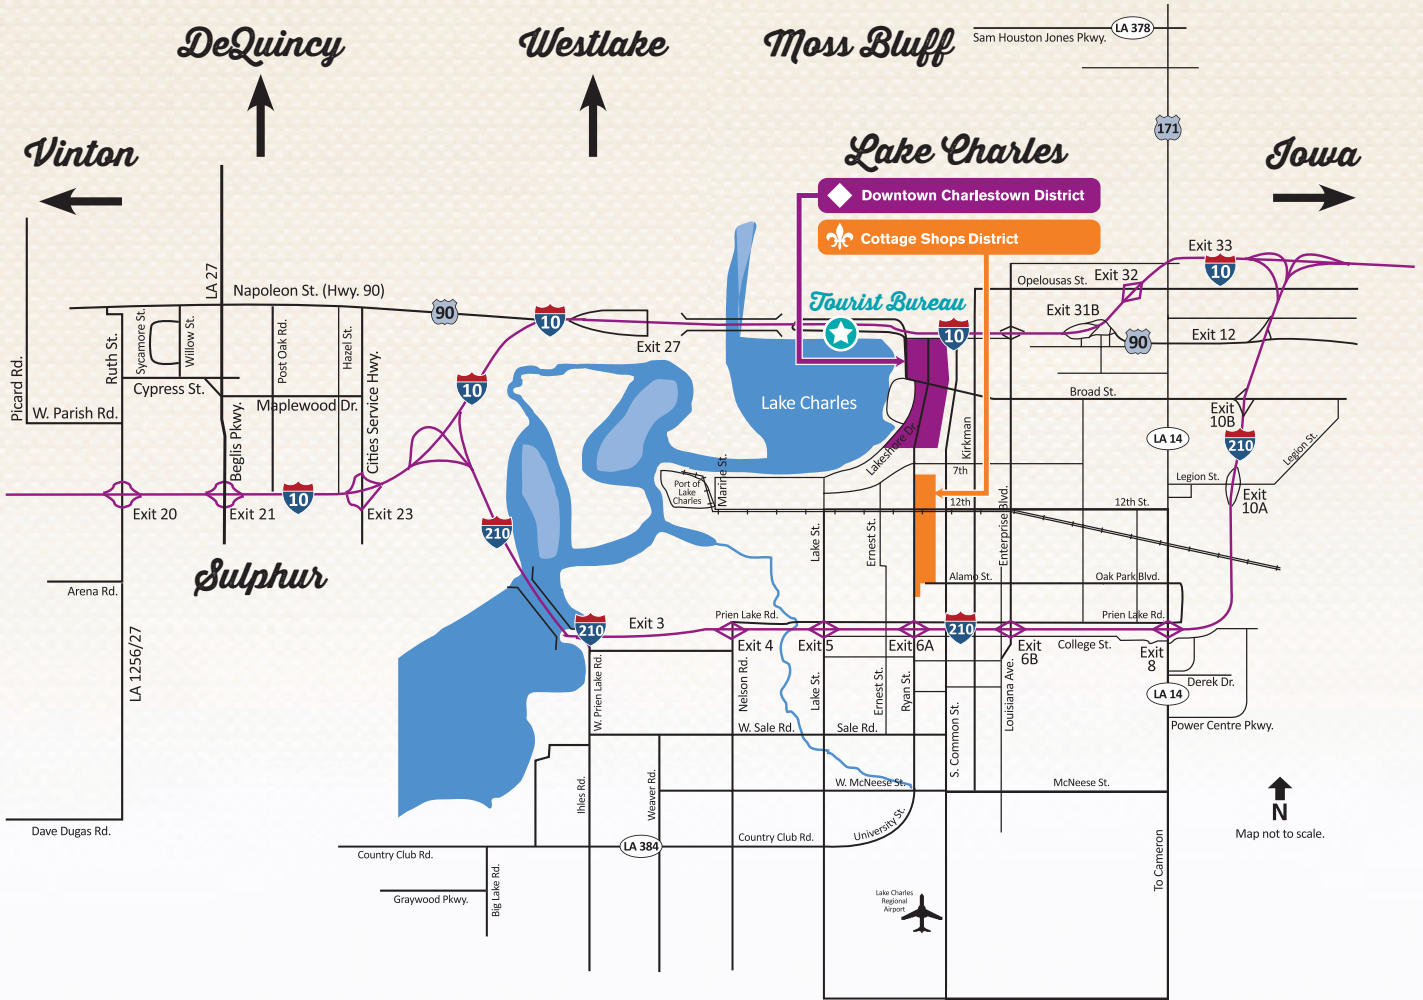 DeQuincy
Westlake
Moss Bluff
LA 378
Sam Houston Jones Pkwy.
171
Vinton
Lake Charles
Iowa
Downtown Charlestown District
Cottage Shops District
Exit 33
10
LA 27
Napoleon St. (Hwy. 90)
90
10
Tourist Bureau
Opelousas St.
Exit 32
Exit 31B
10
90
Exit 12
Exit 27
Picard Rd.
Ruth St.
Sycamore St.
Willow St.
Post Oak Rd.
Hazel St.
Cities Service Hwy.
Cypress St.
Maplewood Dr.
W. Parish Rd.
Beglis Pkwy.
10
Lake Charles
Broad St.
Exit
10B
LA 14
210
Legion St.
Legion St.
Lakeshore Dr.
Kirkman
7th
12th
12th St.
Exit
10A
Port of
Lake
Charles
Marine St.
Exit 20
Exit 21
10
Exit 23
210
Lake St.
Ernest St.
Enterprise Blvd.
Sulphur
Arena Rd.
Alamo St.
Oak Park Blvd.
LA 1256/27
Prien Lake Rd.
Prien Lake Rd.
210
Exit 3
Exit 4
Exit 5
Exit 6A
210
Exit
6B
College St.
Exit
8
W. Prien Lake Rd.
Nelson Rd.
Lake St.
Ernest St.
Ryan St.
S. Common St.
Louisiana Ave.
Derek Dr.
LA 14
Power Centre Pkwy.
W. Sale Rd.
Sale Rd.
Ihles Rd.
Weaver Rd.
W. McNeese St.
McNeese St.
University St.
N
Map not to scale.
Dave Dugas Rd.
Country Club Rd.
LA 384
Country Club Rd.
To Cameron
Graywood Pkwy.
Big Lake Rd.
Lake Charles
Regional
Airport